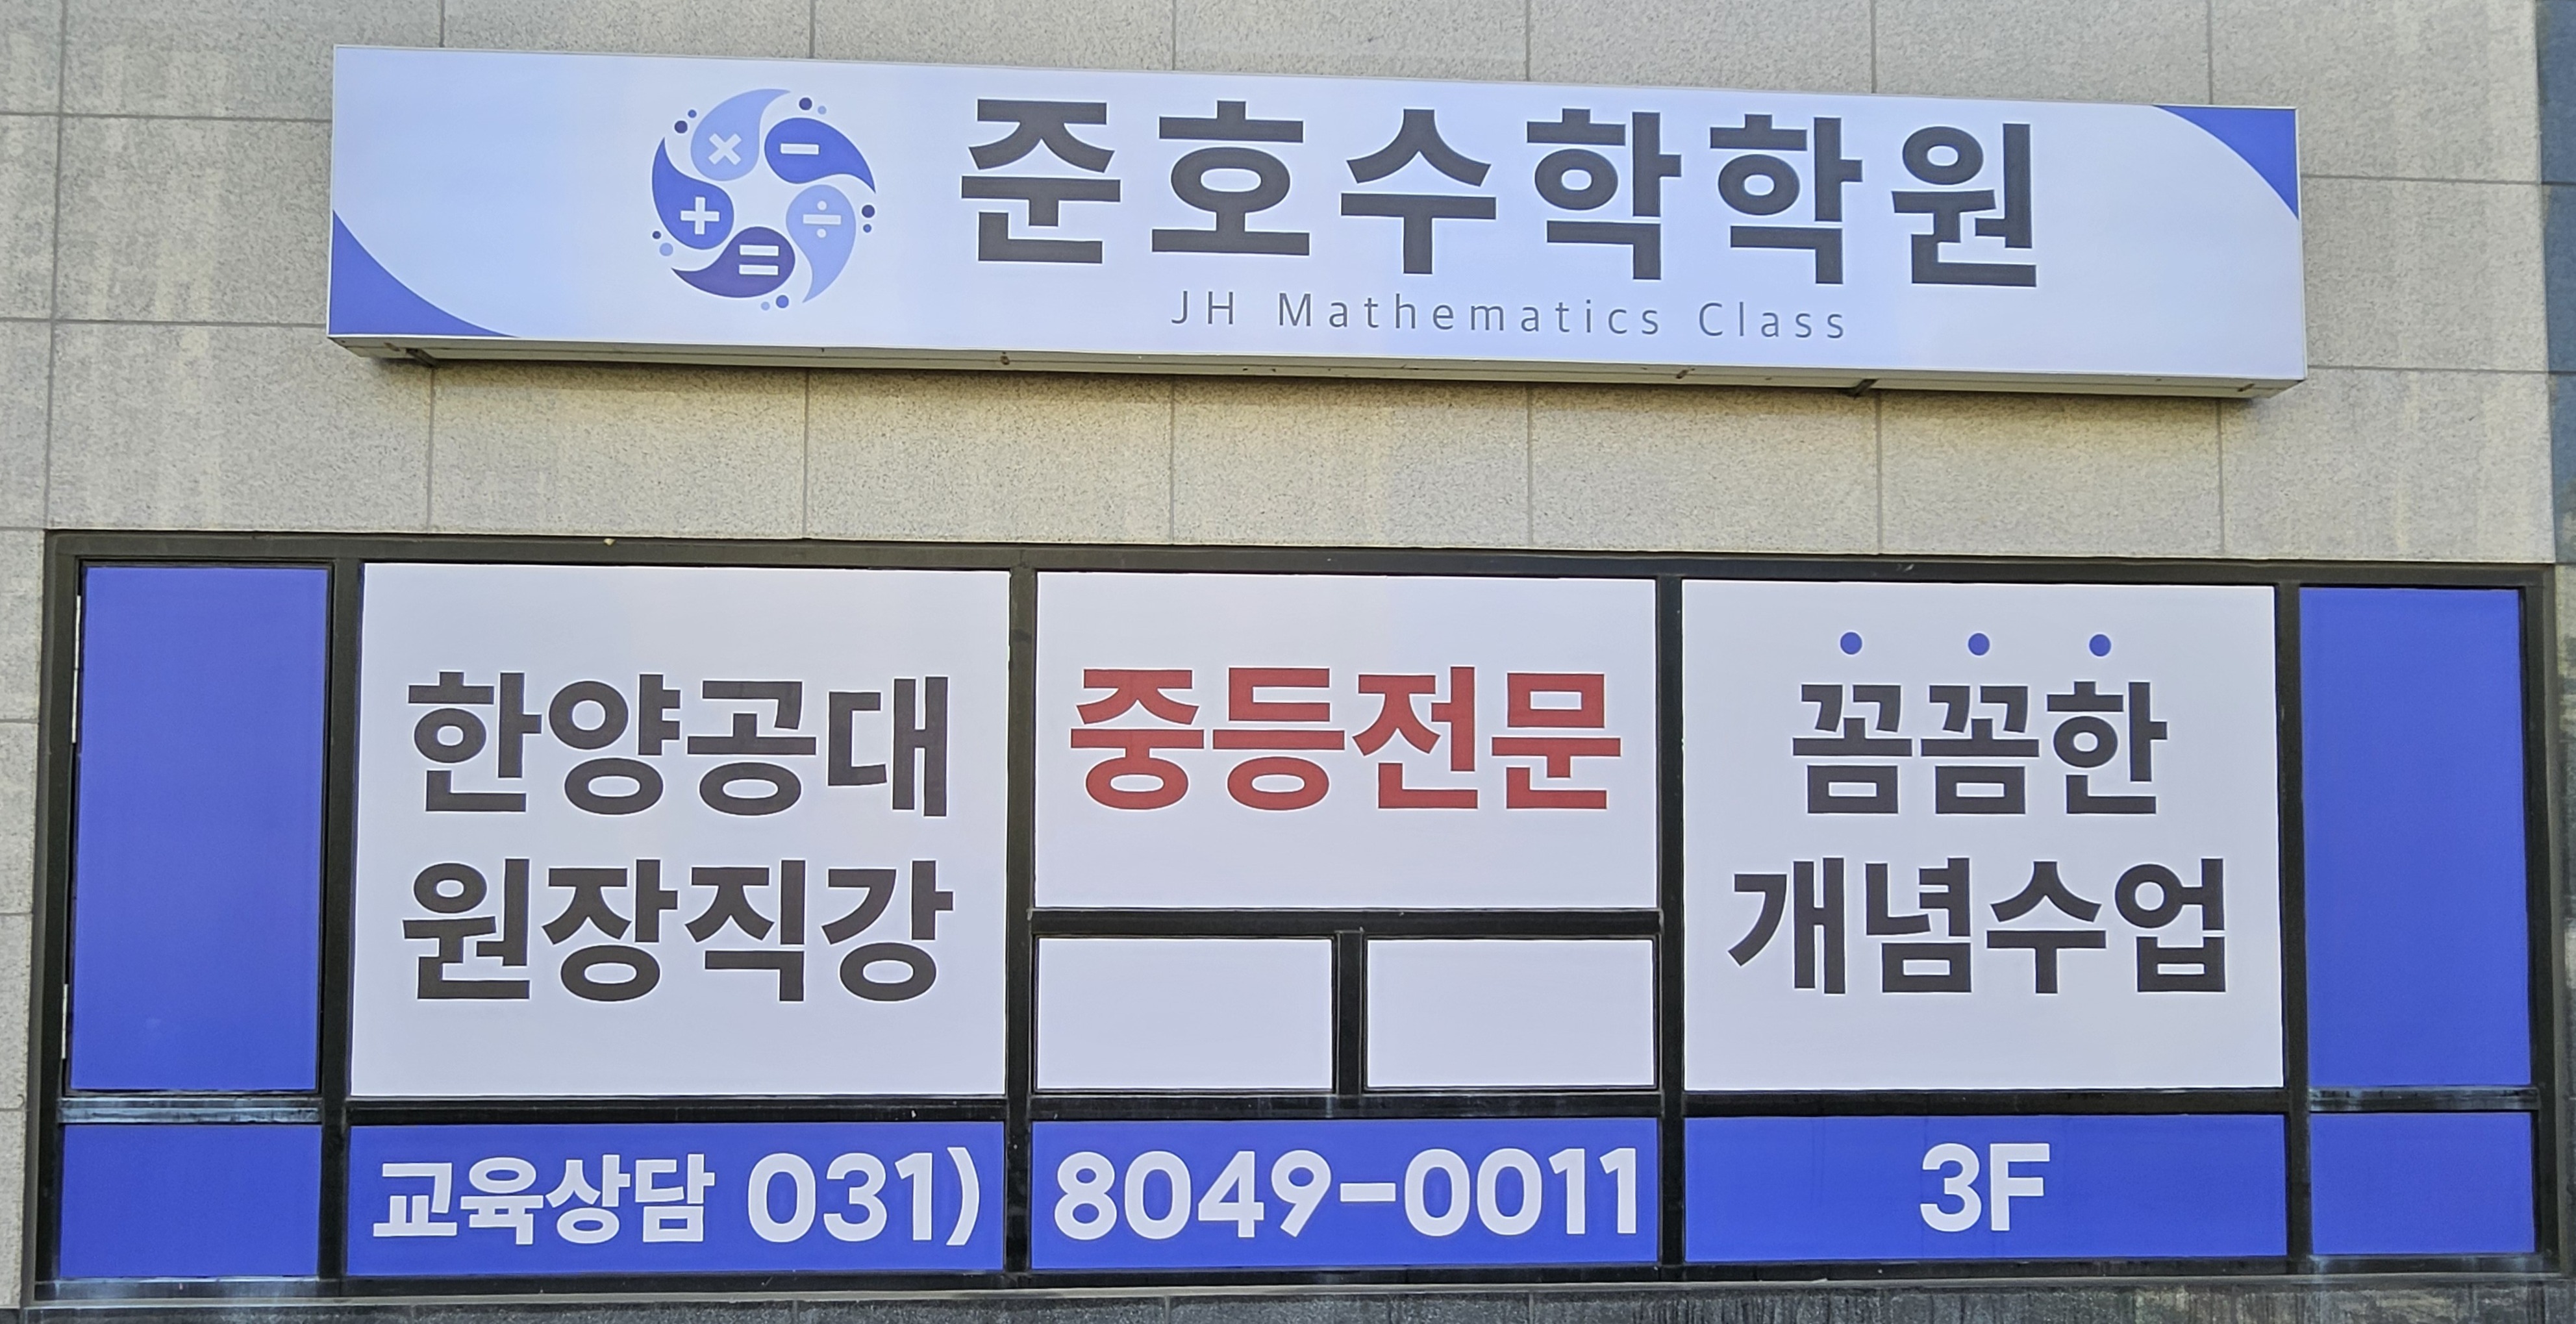 준호수학학원
JH Mathematics Class
한양공대
원장직강
중등전문
꼼꼼한
개념수업
교육상담 031) 8049-0011 3F